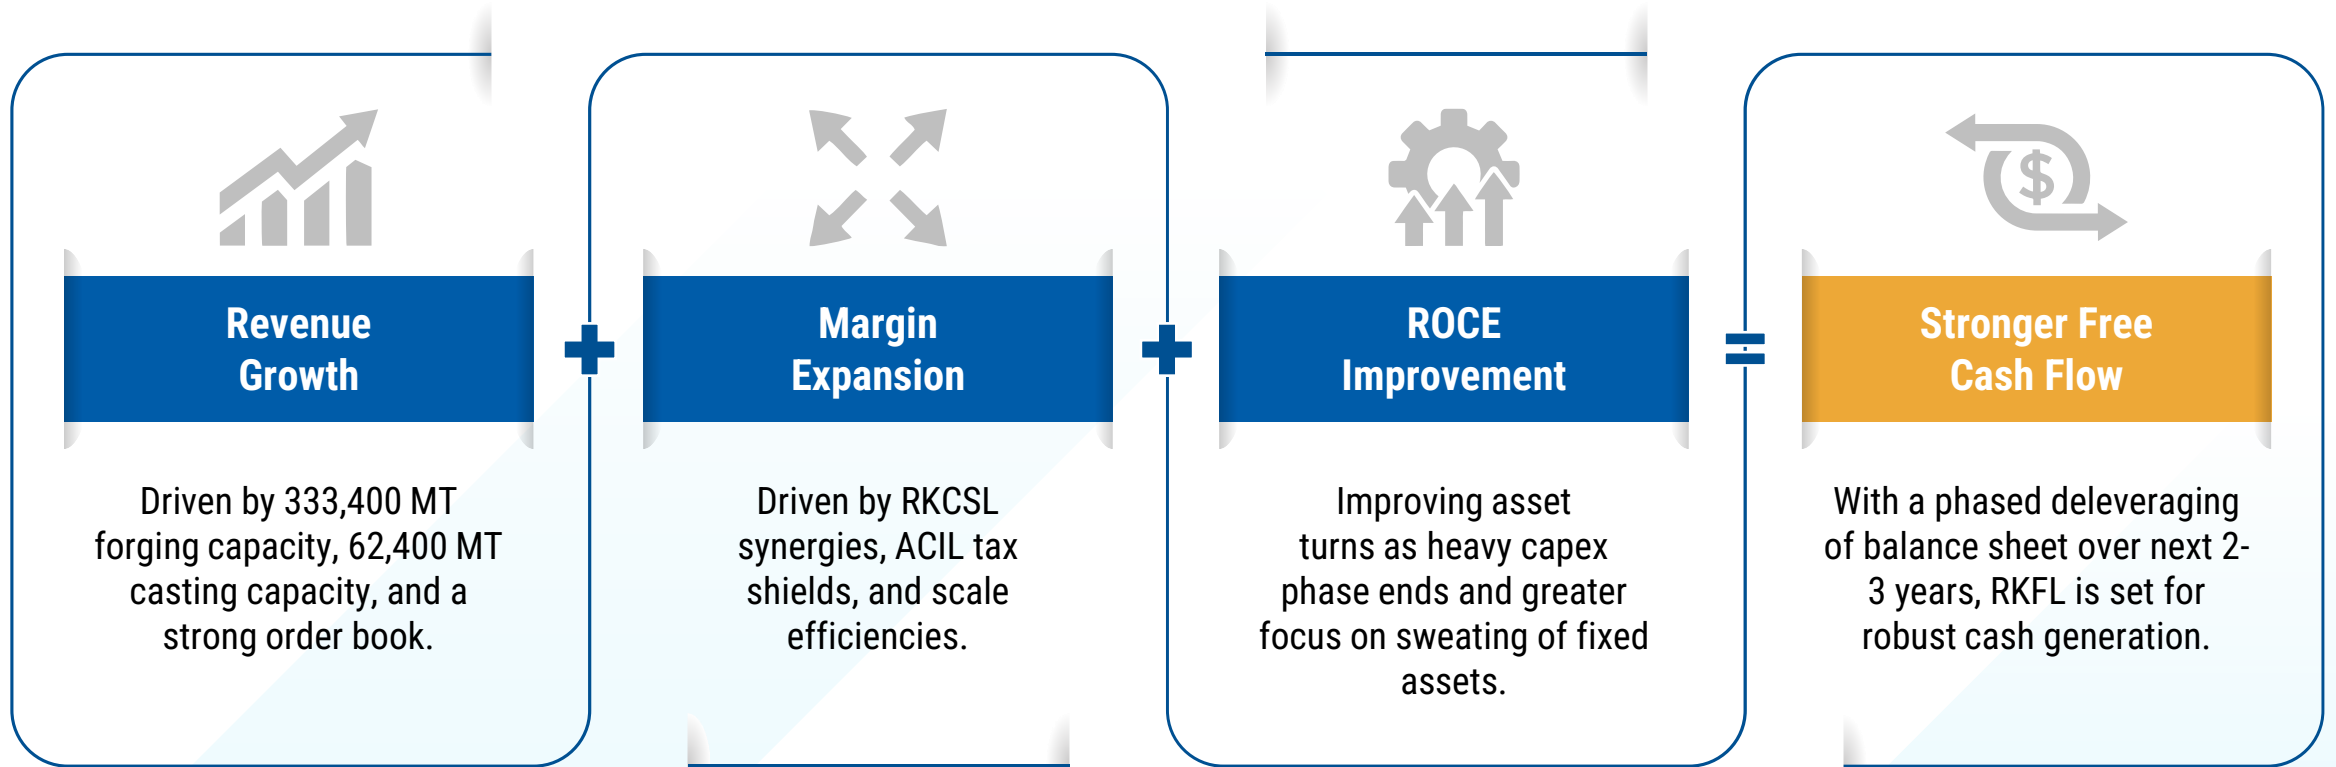 Revenue
Growth
Driven by 333,400 MT
forging capacity, 62,400 MT
casting capacity, and a
strong order book.
Margin
Expansion
Driven by RKCSL
synergies, ACIL tax
shields, and scale
efficiencies.
ROCE
Improvement
Improving asset
turns as heavy capex
phase ends and greater
focus on sweating of fixed
assets.
$
Stronger Free
Cash Flow
With a phased deleveraging
of balance sheet over next 2-
3 years, RKFL is set for
robust cash generation.